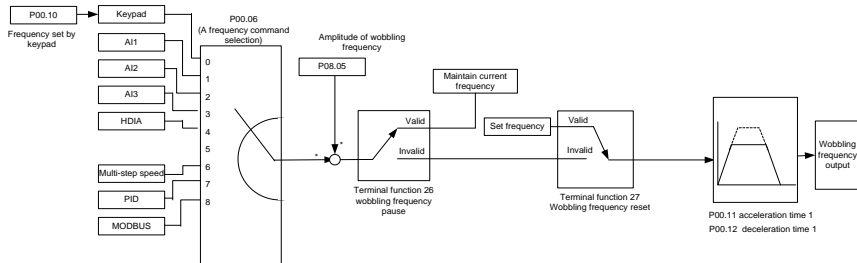 P00.10
Frequency set by
keypad
Keypad
AI1
AI2
AI3
HDIA
Multi-step speed
PID
MODBUS
P00.06
(A frequency command
selection)
0
1
2
3
4
5
6
7
8
Amplitude of wobbling
frequency
P08.05
*
*
Maintain current
frequency
Valid
Invalid
Terminal function 26
wobbling frequency
pause
Set frequency
Valid
Invalid
Terminal function 27
Wobbling frequency reset
P00.11 acceleration time 1
P00.12 deceleration time 1
Wobbling
frequency
output